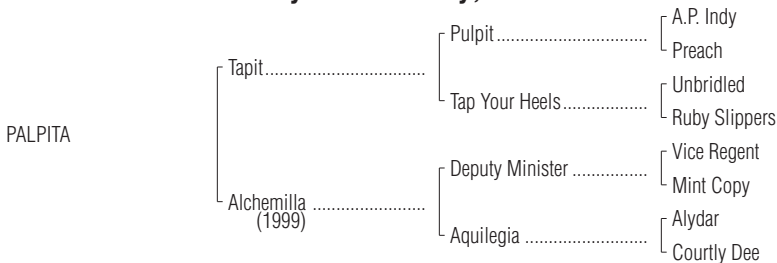 A.P. Indy
Pulpit
Preach
Tapit
Unbridled
Tap Your Heels
Ruby Slippers
PALPITA
Vice Regent
Deputy Minister
Mint Copy
Alchemilla
(1999)
Alydar
Aquilegia
Courtly Dee